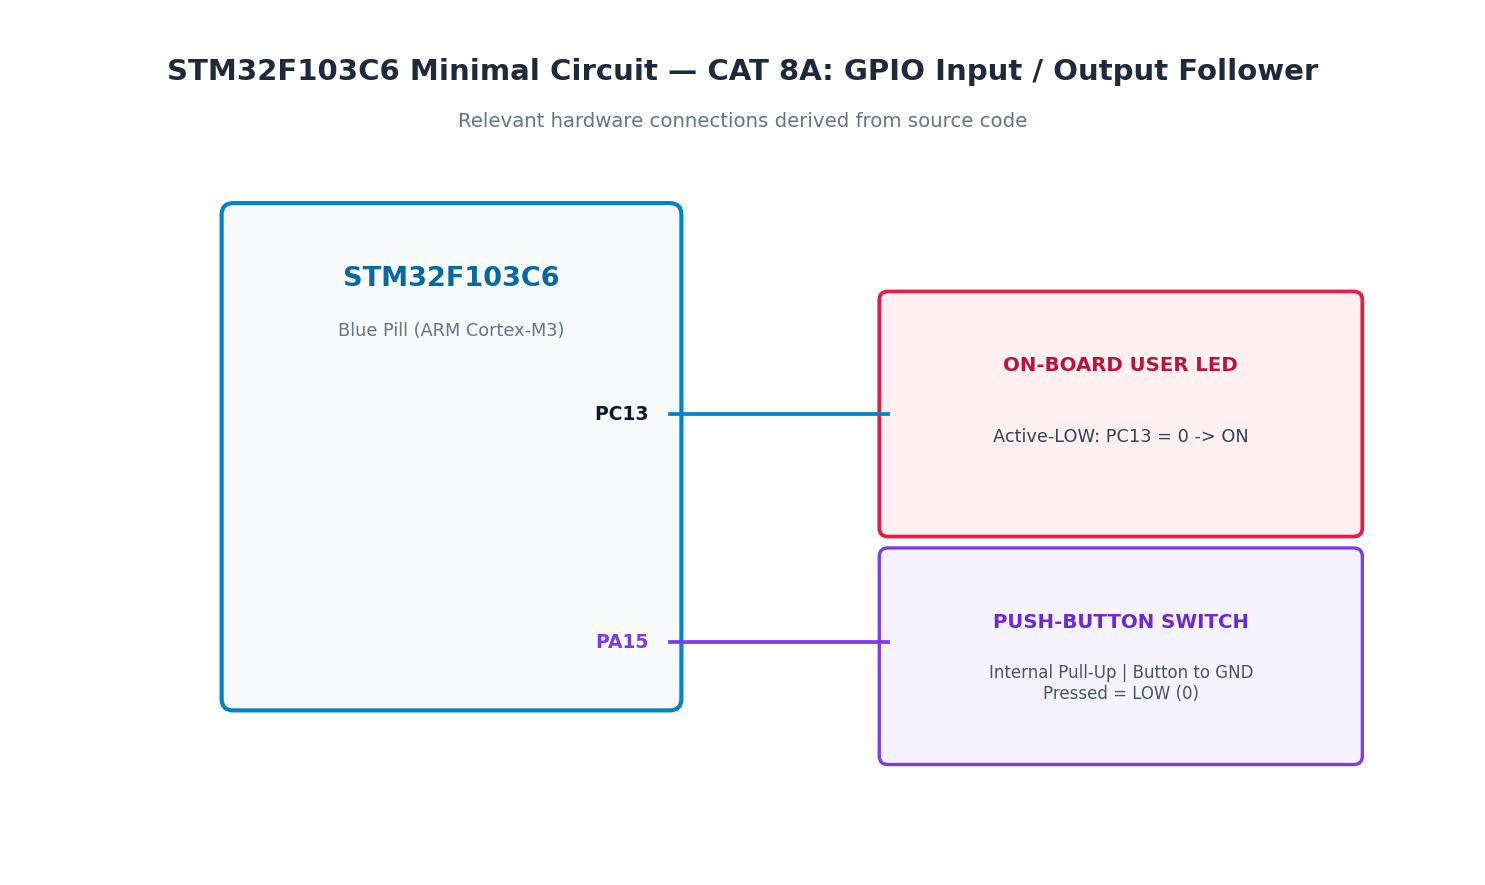 STM32F103C6 Minimal Circuit — CAT 8A: GPIO Input / Output Follower
Relevant hardware connections derived from source code
STM32F103C6
Blue Pill (ARM Cortex-M3)
PC13
ON-BOARD USER LED
Active-LOW: PC13 = 0 -> ON
PA15
PUSH-BUTTON SWITCH
Internal Pull-Up | Button to GND
Pressed = LOW (0)